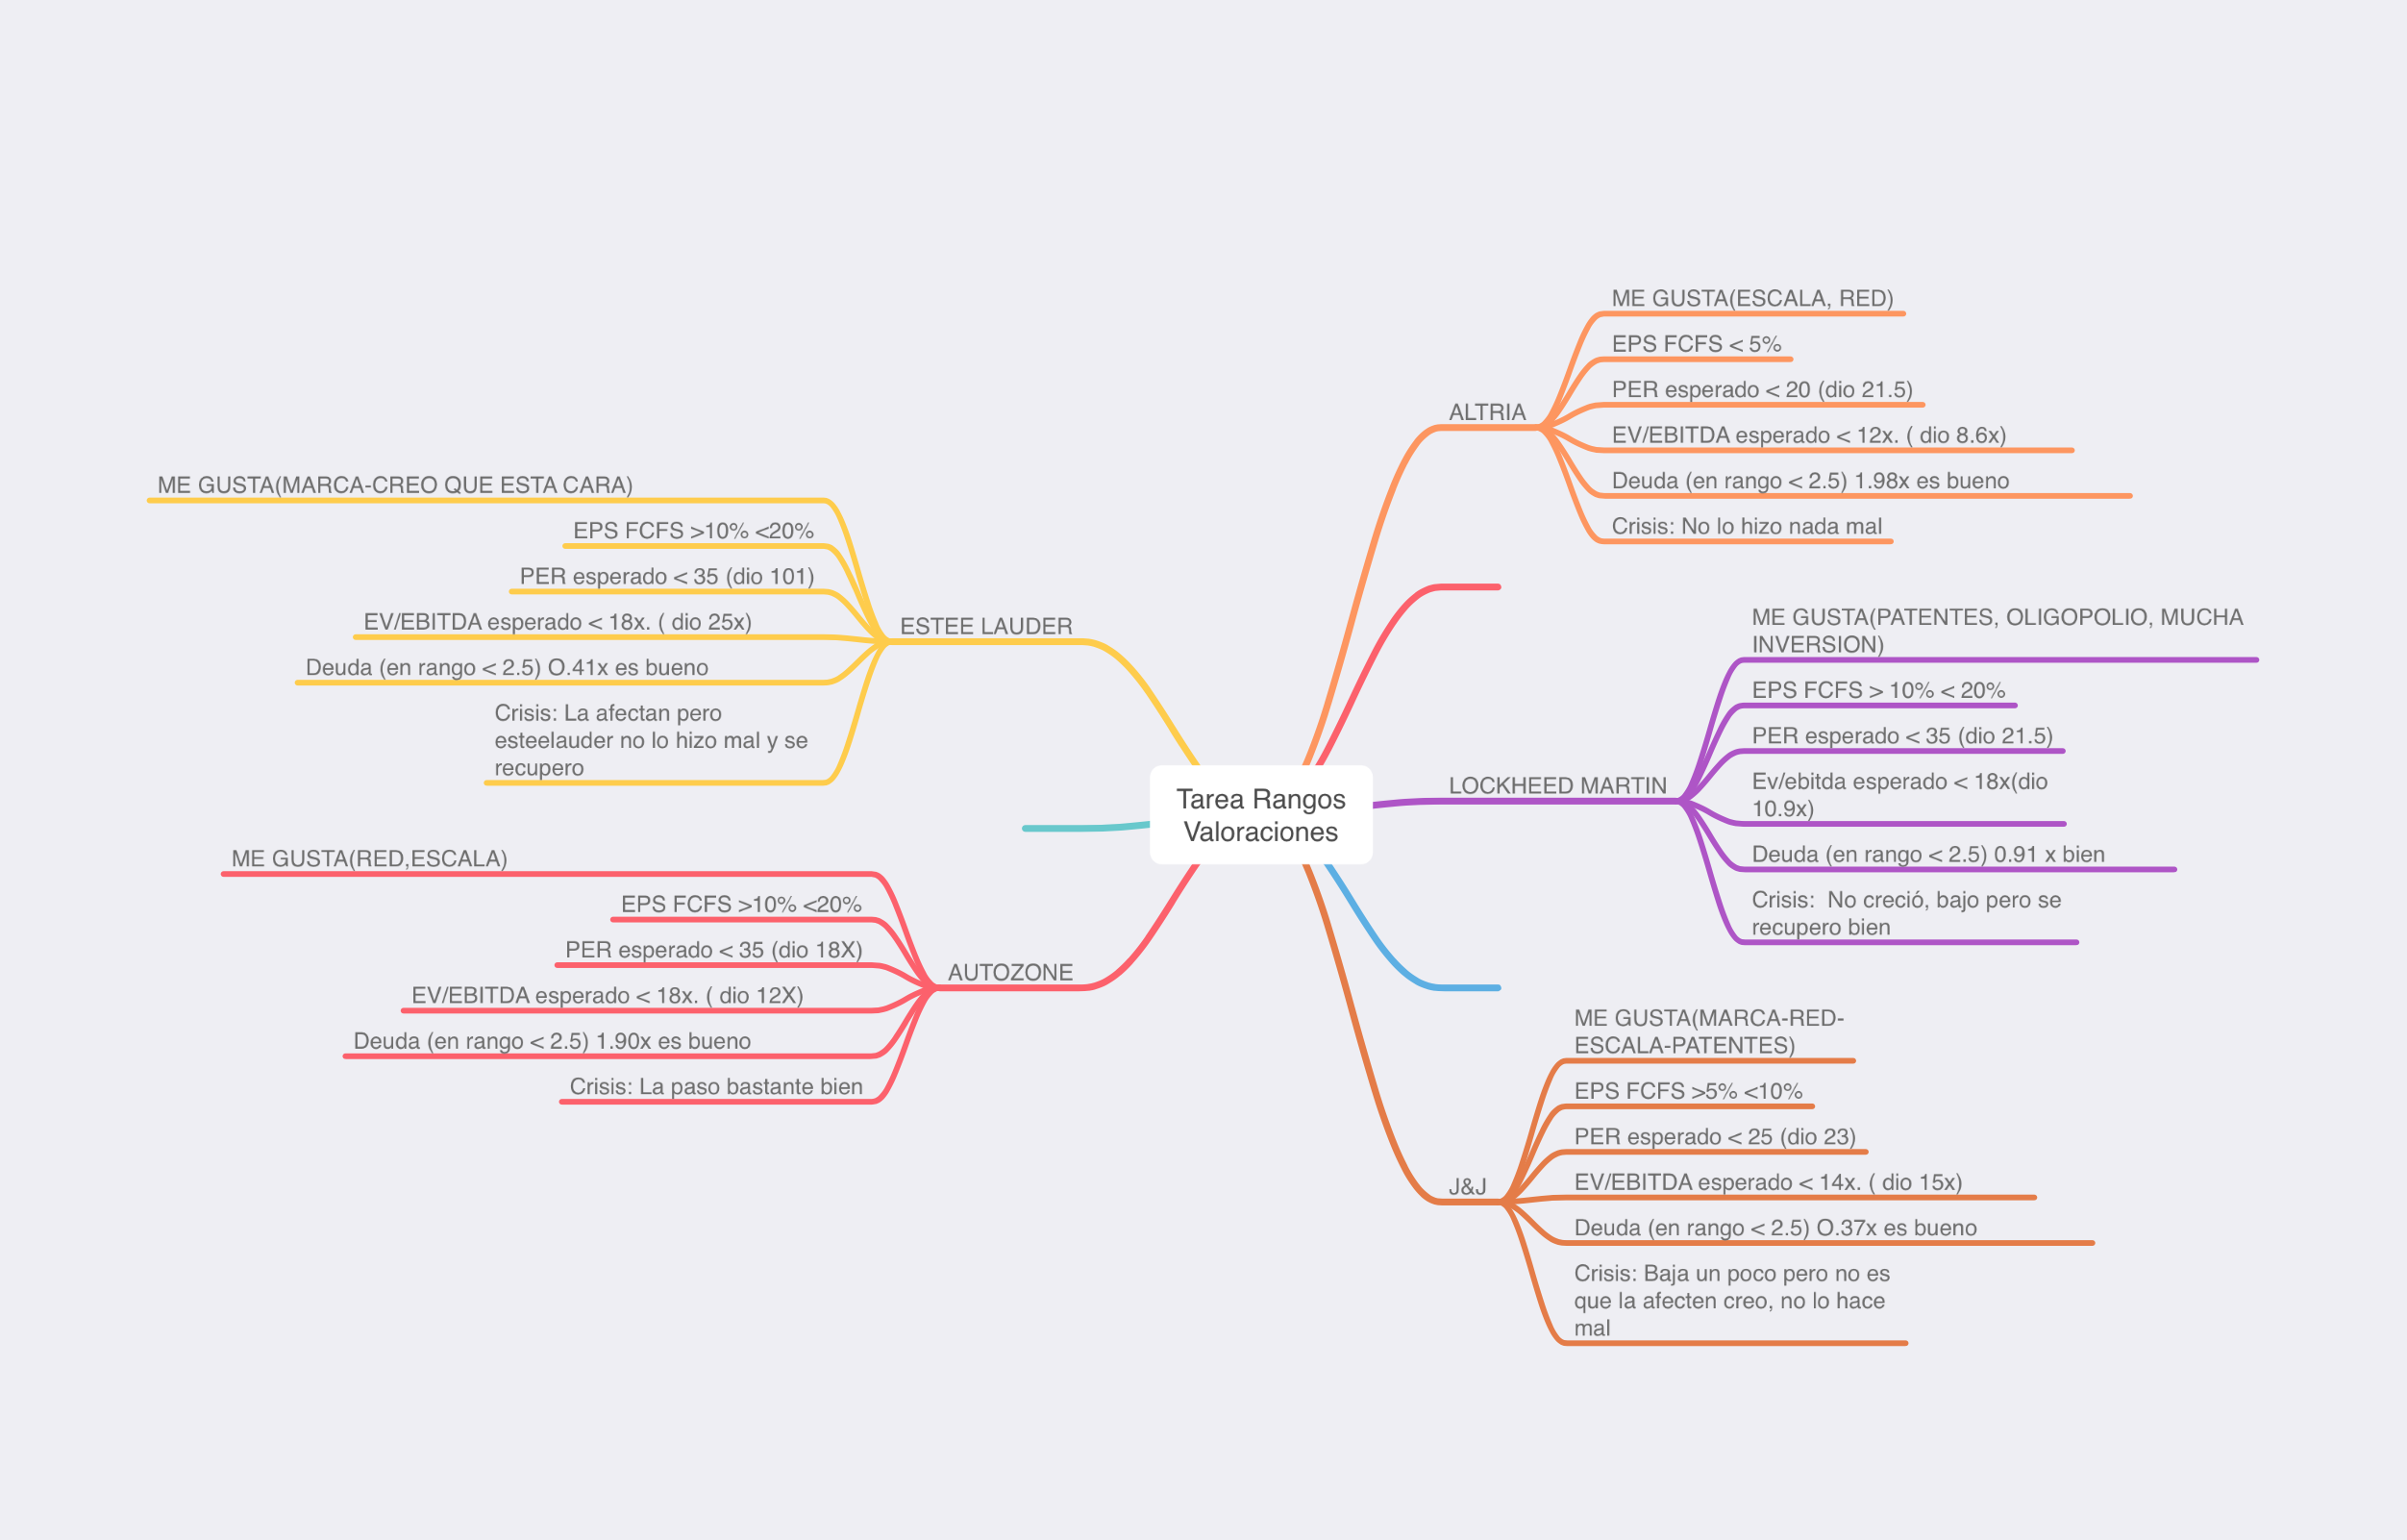 Tarea Rangos
Valoraciones
ALTRIA
ME GUSTA(ESCALA, RED)
EPS FCFS < 5%
PER esperado < 20 (dio 21.5)
EV/EBITDA esperado < 12x. ( dio 8.6x)
Deuda (en rango < 2.5) 1.98x es bueno
Crisis: No lo hizo nada mal
LOCKHEED MARTIN
ME GUSTA(PATENTES, OLIGOPOLIO, MUCHA
INVERSION)
EPS FCFS > 10% < 20%
PER esperado < 35 (dio 21.5)
Ev/ebitda esperado < 18x(dio
10.9x)
Deuda (en rango < 2.5) 0.91 x bien
Crisis:  No creció, bajo pero se
recupero bien
J&J
ME GUSTA(MARCA-RED-
ESCALA-PATENTES)
EPS FCFS >5% <10%
PER esperado < 25 (dio 23)
EV/EBITDA esperado < 14x. ( dio 15x)
Deuda (en rango < 2.5) O.37x es bueno
Crisis: Baja un poco pero no es
que la afecten creo, no lo hace
mal
ESTEE LAUDER
ME GUSTA(MARCA-CREO QUE ESTA CARA)
EPS FCFS >10% <20%
PER esperado < 35 (dio 101)
EV/EBITDA esperado < 18x. ( dio 25x)
Deuda (en rango < 2.5) O.41x es bueno
Crisis: La afectan pero
esteelauder no lo hizo mal y se
recupero
AUTOZONE
ME GUSTA(RED,ESCALA)
EPS FCFS >10% <20%
PER esperado < 35 (dio 18X)
EV/EBITDA esperado < 18x. ( dio 12X)
Deuda (en rango < 2.5) 1.90x es bueno
Crisis: La paso bastante bien